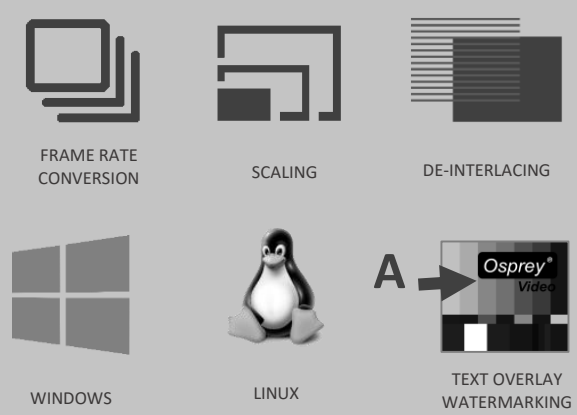 FRAME RATE
CONVERSION
SCALING
DE-INTERLACING
A
Osprey®
Video
WINDOWS
LINUX
TEXT OVERLAY
WATERMARKING